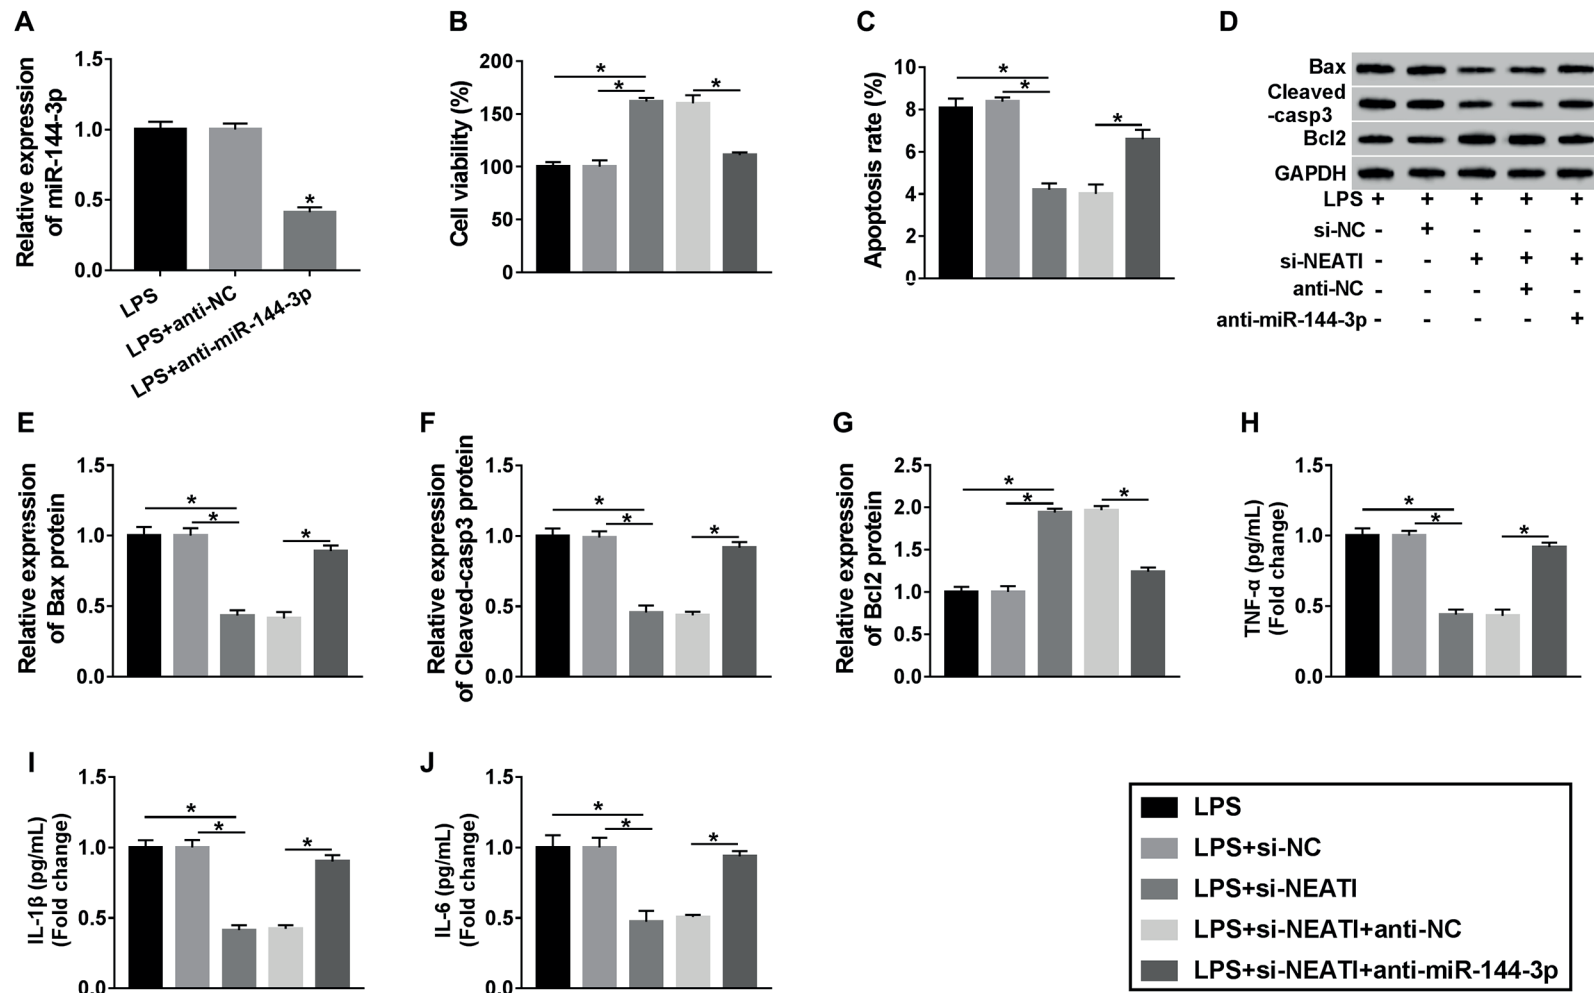 A
Relative expression
of miR-144-3p
1.5
1.0
0.5
0.0
*
LPS
LPS+anti-NC
LPS+anti-miR-144-3p
B
Cell viability (%)
200
150
100
50
0
*
*
*
C
Apoptosis rate (%)
10
8
6
4
2
0
*
*
*
D
Bax
Cleaved
-casp3
Bcl2
GAPDH
LPS + + + + +
si-NC - + - - -
si-NEATI - - + + +
anti-NC - - - + -
anti-miR-144-3p - - - - +
E
Relative expression
of Bax protein
1.5
1.0
0.5
0.0
*
*
*
F
Relative expression
of Cleaved-casp3 protein
1.5
1.0
0.5
0.0
*
*
*
G
Relative expression
of Bcl2 protein
2.5
2.0
1.5
1.0
0.5
0.0
*
*
*
H
TNF-α (pg/mL)
(Fold change)
1.5
1.0
0.5
0.0
*
*
*
I
IL-1β (pg/mL)
(Fold change)
1.5
1.0
0.5
0.0
*
*
*
J
IL-6 (pg/mL)
(Fold change)
1.5
1.0
0.5
0.0
*
*
*
LPS
LPS+si-NC
LPS+si-NEATI
LPS+si-NEATI+anti-NC
LPS+si-NEATI+anti-miR-144-3p